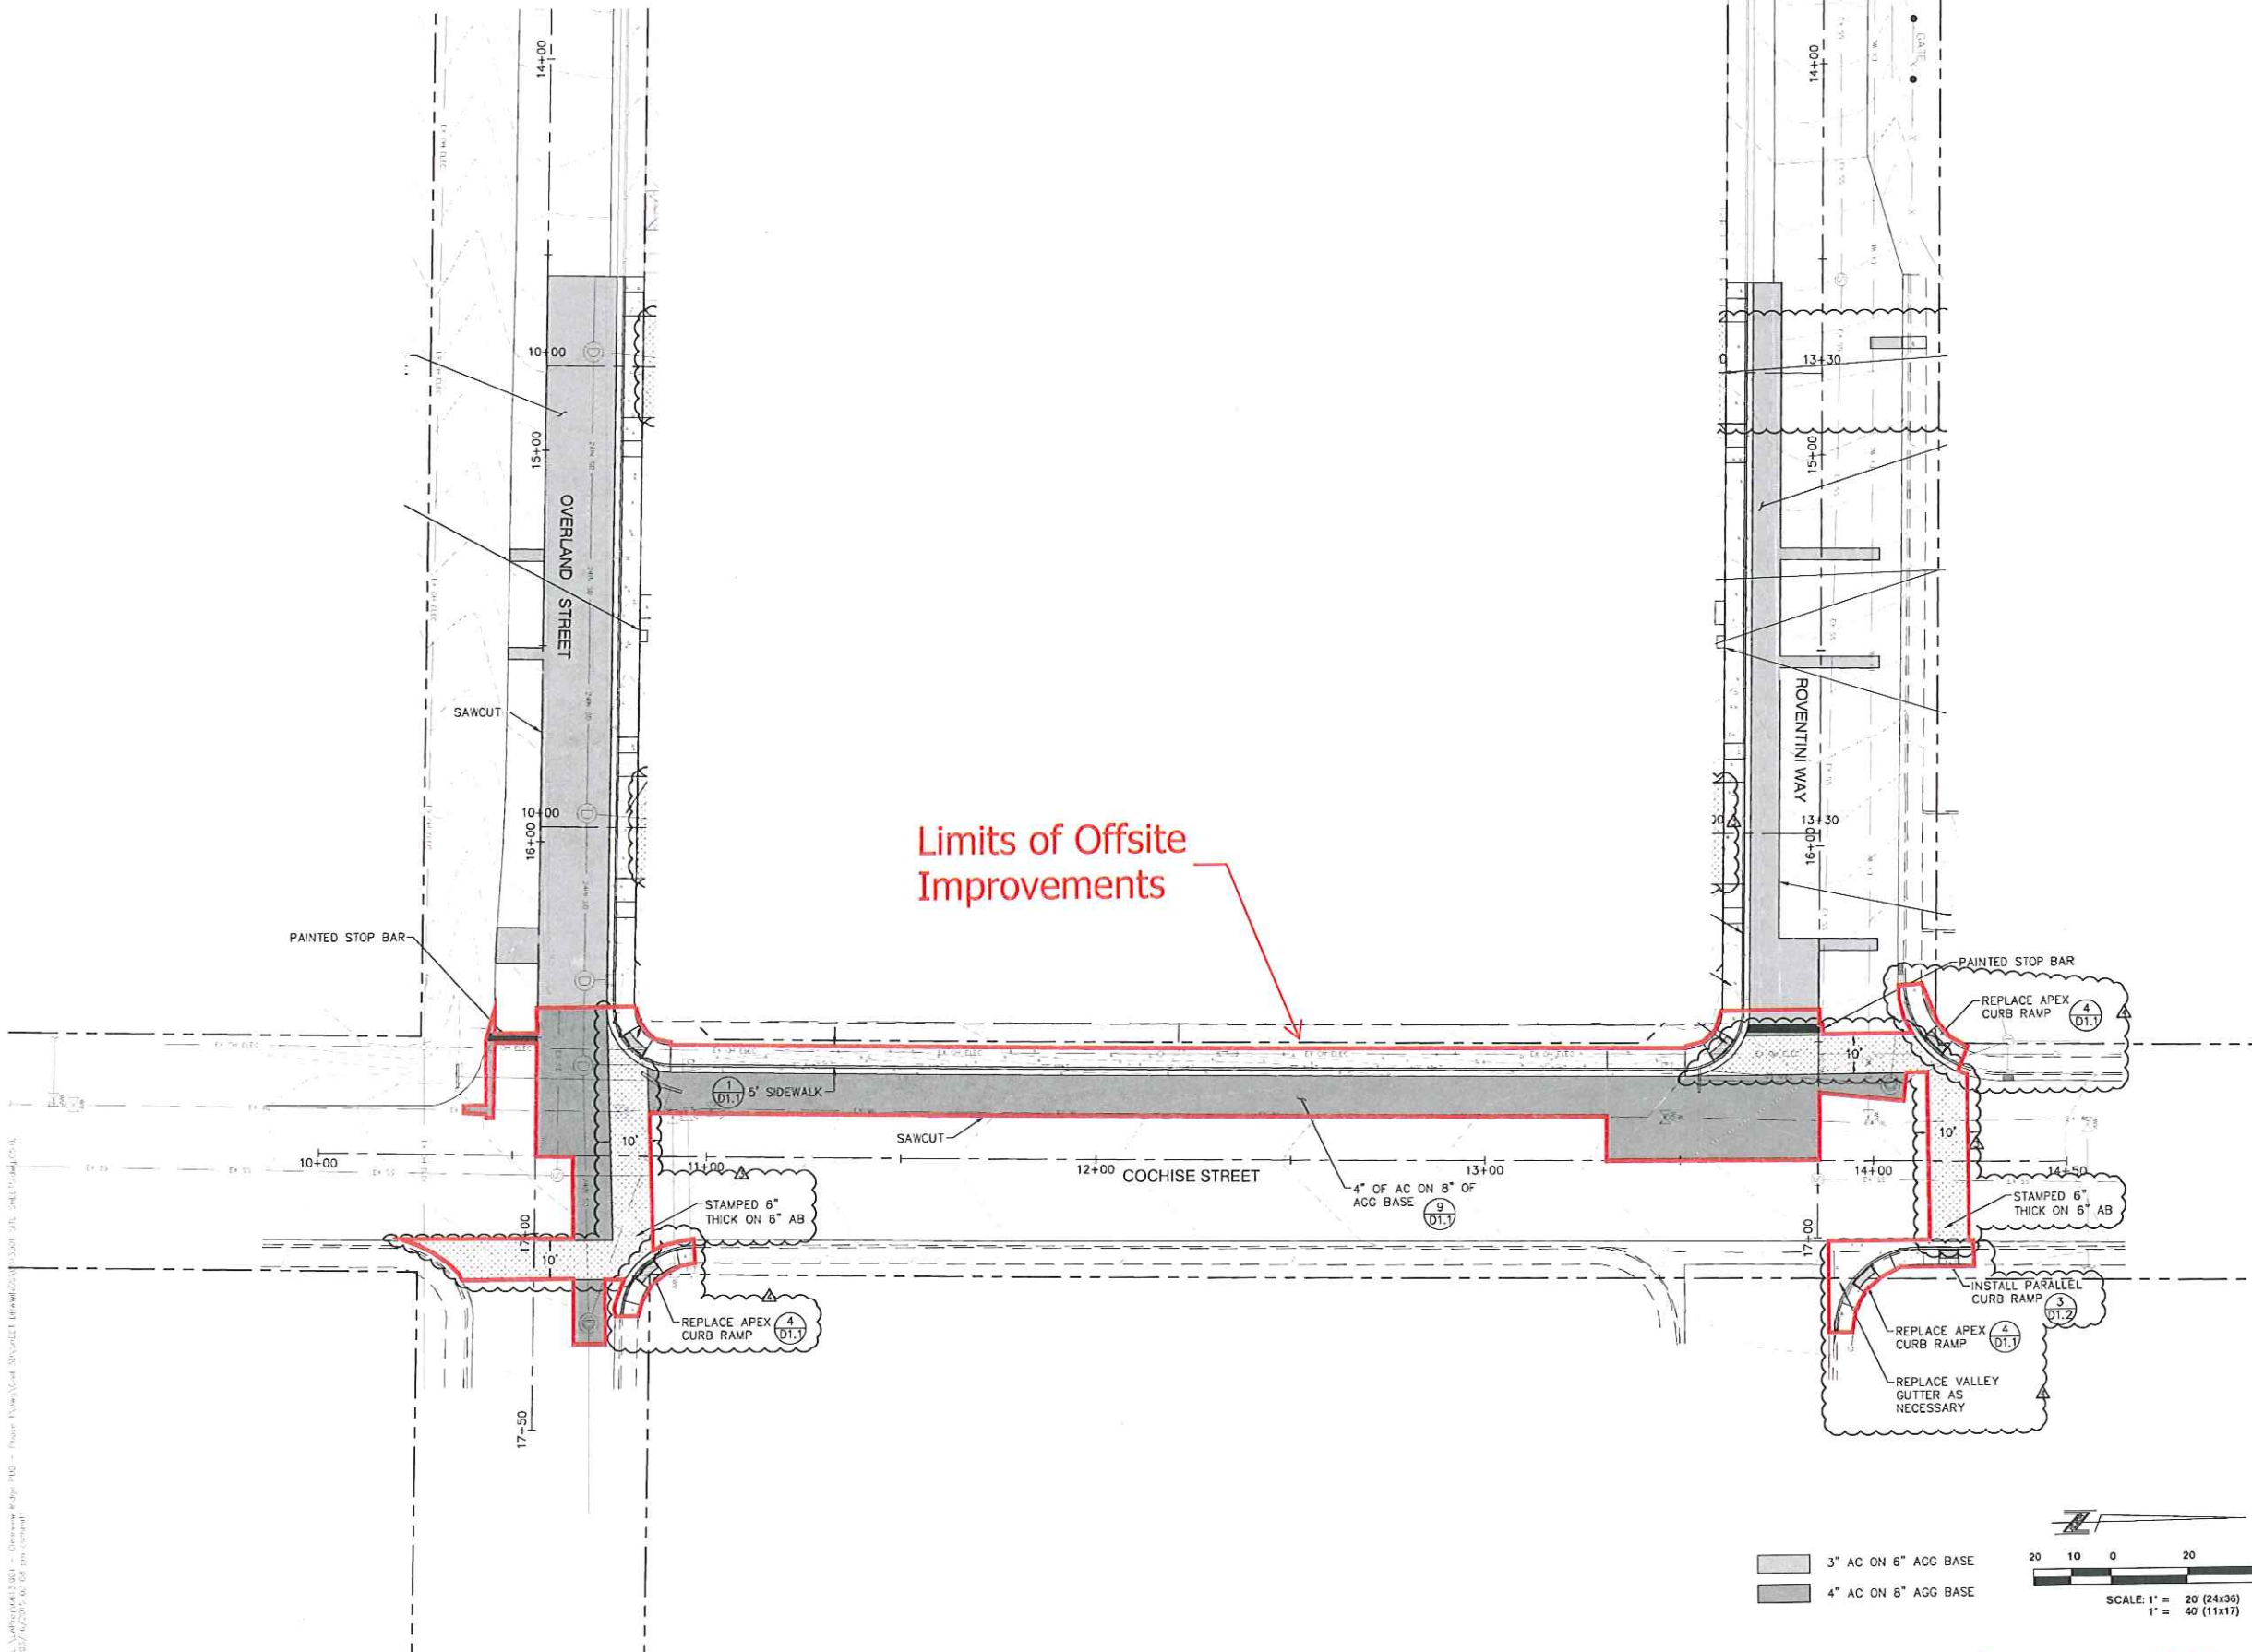 14+00
14+00
GATE
10+00
13+30
15+00
15+00
OVERLAND STREET
SAWCUT
ROVENTINI WAY
10+00
13+30
16+00
16+00
Limits of Offsite
Improvements
PAINTED STOP BAR
PAINTED STOP BAR
REPLACE APEX
CURB RAMP
4
D1.1
10'
1
D1.1
5' SIDEWALK
SAWCUT
10'
10'
10+00
11+00
12+00
COCHISE STREET
13+00
14+00
14+50
4" OF AC ON 8" OF
AGG BASE
9
D1.1
STAMPED 6"
THICK ON 6" AB
STAMPED 6"
THICK ON 6" AB
17+00
17+00
10'
INSTALL PARALLEL
CURB RAMP
3
D1.2
REPLACE APEX
CURB RAMP
4
D1.1
REPLACE APEX
CURB RAMP
4
D1.1
REPLACE VALLEY
GUTTER AS
NECESSARY
17+50
3" AC ON 6" AGG BASE
4" AC ON 8" AGG BASE
20 10 0 20
SCALE: 1" = 20' (24x36)
1" = 40' (11x17)